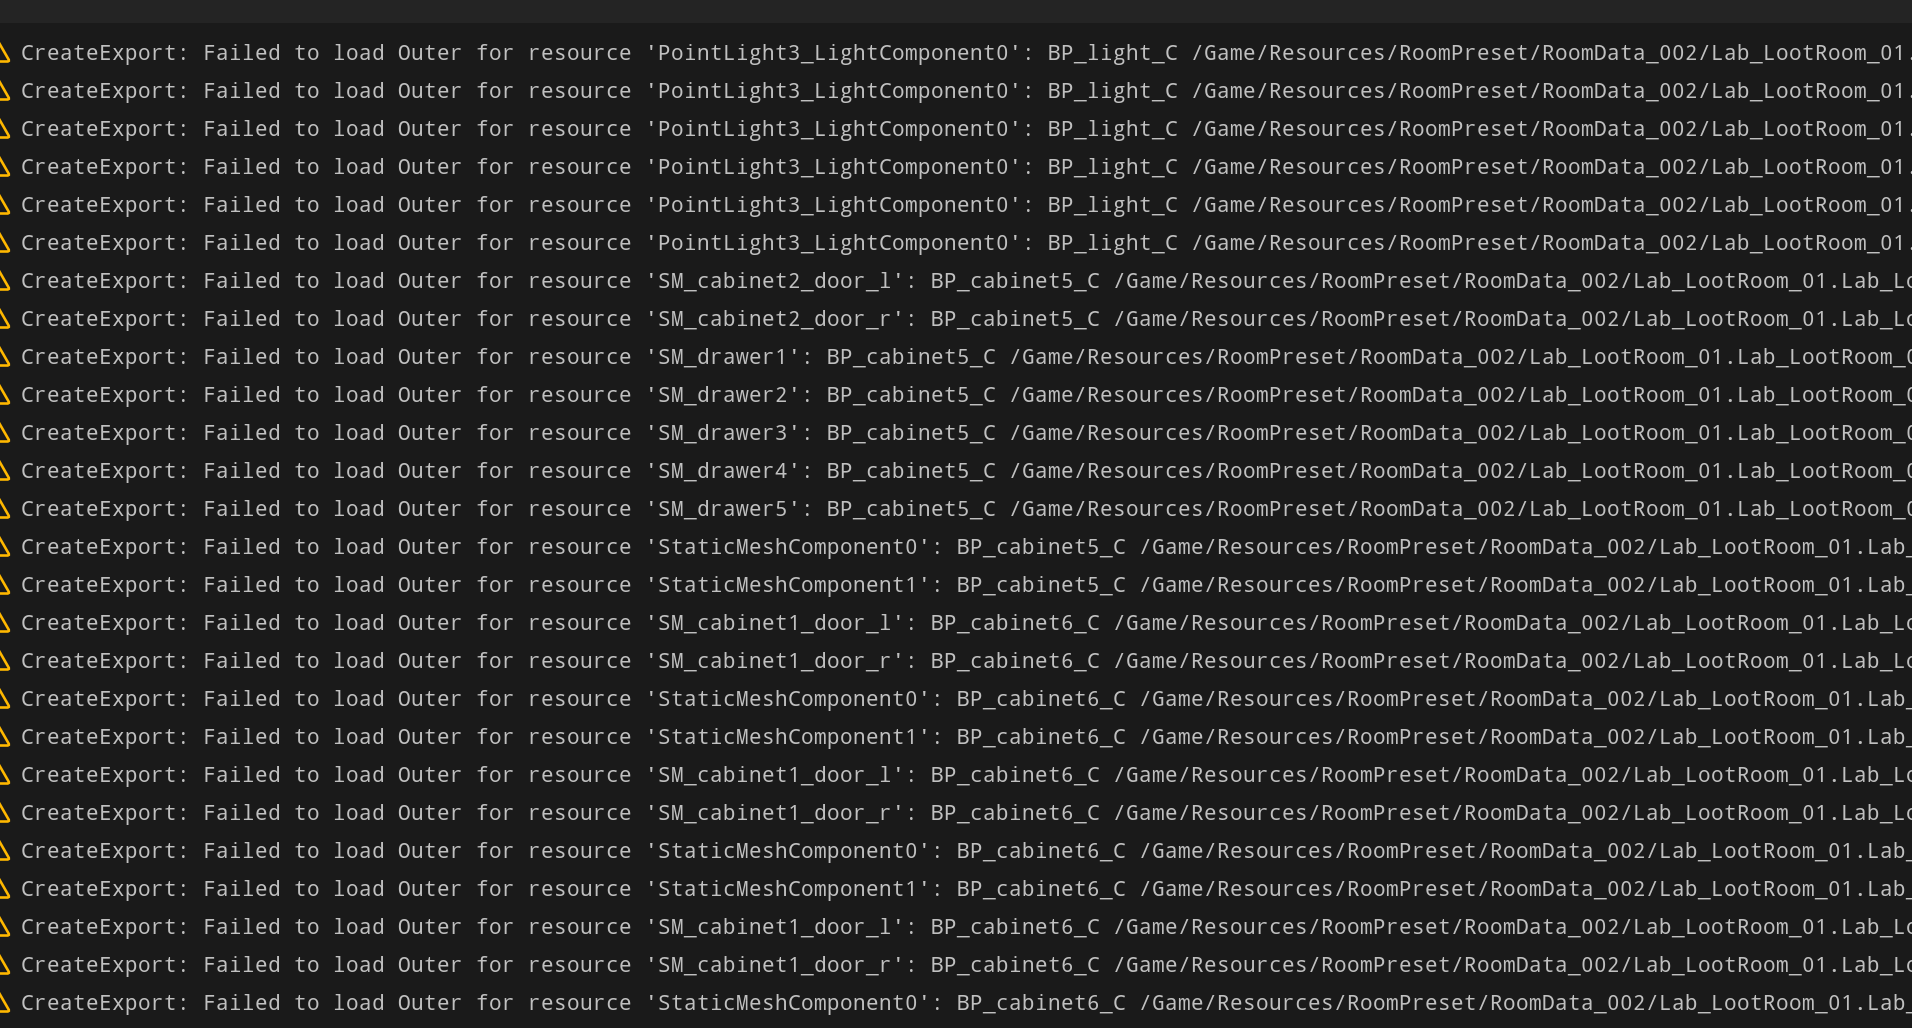 CreateExport: Failed to load Outer for resource 'PointLight3_LightComponent0': BP_light_C /Game/Resources/RoomPreset/RoomData_002/Lab_LootRoom_01.
CreateExport: Failed to load Outer for resource 'PointLight3_LightComponent0': BP_light_C /Game/Resources/RoomPreset/RoomData_002/Lab_LootRoom_01.
CreateExport: Failed to load Outer for resource 'PointLight3_LightComponent0': BP_light_C /Game/Resources/RoomPreset/RoomData_002/Lab_LootRoom_01.
CreateExport: Failed to load Outer for resource 'PointLight3_LightComponent0': BP_light_C /Game/Resources/RoomPreset/RoomData_002/Lab_LootRoom_01.
CreateExport: Failed to load Outer for resource 'PointLight3_LightComponent0': BP_light_C /Game/Resources/RoomPreset/RoomData_002/Lab_LootRoom_01.
CreateExport: Failed to load Outer for resource 'PointLight3_LightComponent0': BP_light_C /Game/Resources/RoomPreset/RoomData_002/Lab_LootRoom_01.
CreateExport: Failed to load Outer for resource 'SM_cabinet2_door_l': BP_cabinet5_C /Game/Resources/RoomPreset/RoomData_002/Lab_LootRoom_01.Lab_Lo
CreateExport: Failed to load Outer for resource 'SM_cabinet2_door_r': BP_cabinet5_C /Game/Resources/RoomPreset/RoomData_002/Lab_LootRoom_01.Lab_Lo
CreateExport: Failed to load Outer for resource 'SM_drawer1': BP_cabinet5_C /Game/Resources/RoomPreset/RoomData_002/Lab_LootRoom_01.Lab_LootRoom_0
CreateExport: Failed to load Outer for resource 'SM_drawer2': BP_cabinet5_C /Game/Resources/RoomPreset/RoomData_002/Lab_LootRoom_01.Lab_LootRoom_0
CreateExport: Failed to load Outer for resource 'SM_drawer3': BP_cabinet5_C /Game/Resources/RoomPreset/RoomData_002/Lab_LootRoom_01.Lab_LootRoom_0
CreateExport: Failed to load Outer for resource 'SM_drawer4': BP_cabinet5_C /Game/Resources/RoomPreset/RoomData_002/Lab_LootRoom_01.Lab_LootRoom_0
CreateExport: Failed to load Outer for resource 'SM_drawer5': BP_cabinet5_C /Game/Resources/RoomPreset/RoomData_002/Lab_LootRoom_01.Lab_LootRoom_0
CreateExport: Failed to load Outer for resource 'StaticMeshComponent0': BP_cabinet5_C /Game/Resources/RoomPreset/RoomData_002/Lab_LootRoom_01.Lab_
CreateExport: Failed to load Outer for resource 'StaticMeshComponent1': BP_cabinet5_C /Game/Resources/RoomPreset/RoomData_002/Lab_LootRoom_01.Lab_
CreateExport: Failed to load Outer for resource 'SM_cabinet1_door_l': BP_cabinet6_C /Game/Resources/RoomPreset/RoomData_002/Lab_LootRoom_01.Lab_Lo
CreateExport: Failed to load Outer for resource 'SM_cabinet1_door_r': BP_cabinet6_C /Game/Resources/RoomPreset/RoomData_002/Lab_LootRoom_01.Lab_Lo
CreateExport: Failed to load Outer for resource 'StaticMeshComponent0': BP_cabinet6_C /Game/Resources/RoomPreset/RoomData_002/Lab_LootRoom_01.Lab_
CreateExport: Failed to load Outer for resource 'StaticMeshComponent1': BP_cabinet6_C /Game/Resources/RoomPreset/RoomData_002/Lab_LootRoom_01.Lab_
CreateExport: Failed to load Outer for resource 'SM_cabinet1_door_l': BP_cabinet6_C /Game/Resources/RoomPreset/RoomData_002/Lab_LootRoom_01.Lab_Lo
CreateExport: Failed to load Outer for resource 'SM_cabinet1_door_r': BP_cabinet6_C /Game/Resources/RoomPreset/RoomData_002/Lab_LootRoom_01.Lab_Lo
CreateExport: Failed to load Outer for resource 'StaticMeshComponent0': BP_cabinet6_C /Game/Resources/RoomPreset/RoomData_002/Lab_LootRoom_01.Lab_
CreateExport: Failed to load Outer for resource 'StaticMeshComponent1': BP_cabinet6_C /Game/Resources/RoomPreset/RoomData_002/Lab_LootRoom_01.Lab_
CreateExport: Failed to load Outer for resource 'SM_cabinet1_door_l': BP_cabinet6_C /Game/Resources/RoomPreset/RoomData_002/Lab_LootRoom_01.Lab_Lo
CreateExport: Failed to load Outer for resource 'SM_cabinet1_door_r': BP_cabinet6_C /Game/Resources/RoomPreset/RoomData_002/Lab_LootRoom_01.Lab_Lo
CreateExport: Failed to load Outer for resource 'StaticMeshComponent0': BP_cabinet6_C /Game/Resources/RoomPreset/RoomData_002/Lab_LootRoom_01.Lab_